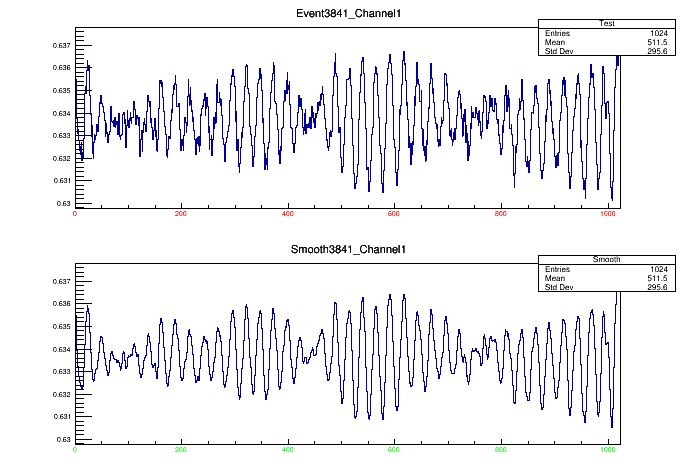 Event3841_Channel1
Test
Entries 1024
Mean 511.5
Std Dev 295.6
0.637
0.636
0.635
0.634
0.633
0.632
0.631
0.63
0 200 400 600 800 1000
Smooth3841_Channel1
Smooth
Entries 1024
Mean 511.5
Std Dev 295.6
0.637
0.636
0.635
0.634
0.633
0.632
0.631
0.63
0 200 400 600 800 1000